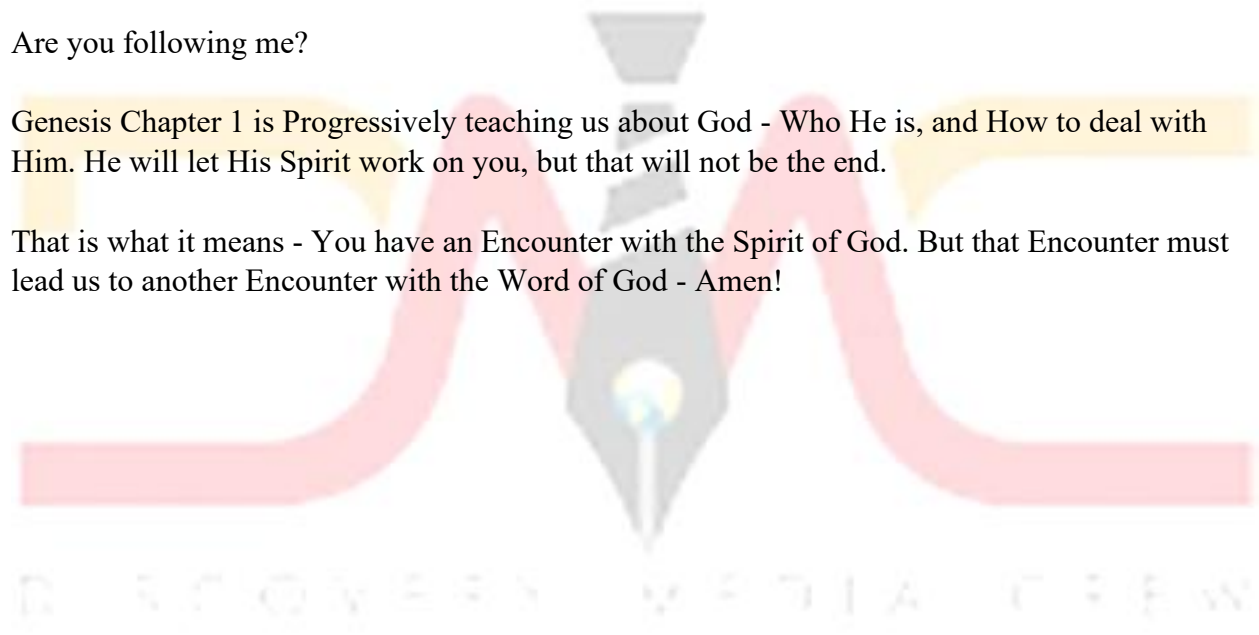 Are you following me?
Genesis Chapter 1 is Progressively teaching us about God - Who He is, and How to deal with
Him. He will let His Spirit work on you, but that will not be the end.
That is what it means - You have an Encounter with the Spirit of God. But that Encounter must
lead us to another Encounter with the Word of God - Amen!
DISCOVERY MEDIA CREW